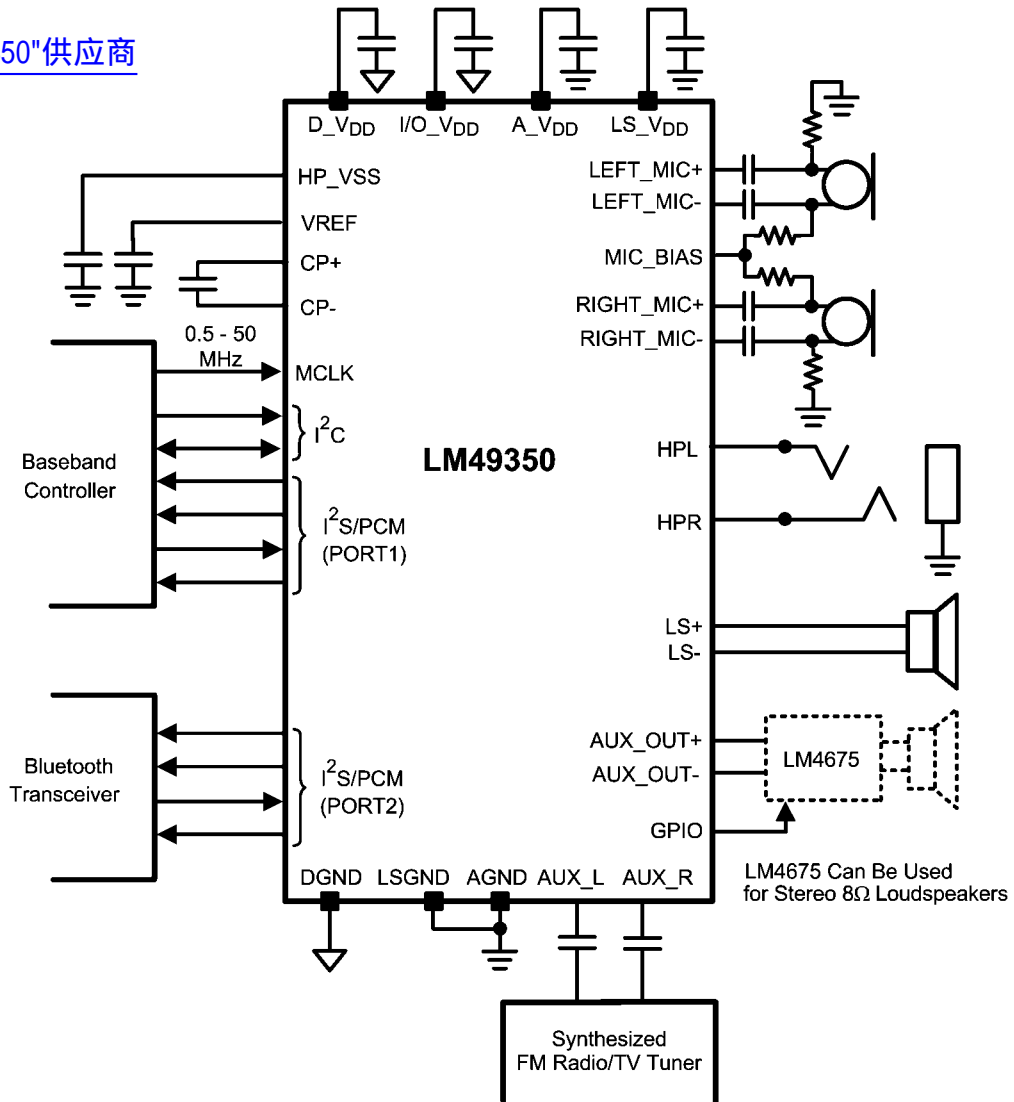 50"供应商
D_VDD I/O_VDD A_VDD LS_VDD
HP_VSS
VREF
CP+
CP-
0.5 - 50
MHz
MCLK
I2C
Baseband
Controller
I2S/PCM
(PORT1)
Bluetooth
Transceiver
I2S/PCM
(PORT2)
LM49350
LEFT_MIC+
LEFT_MIC-
MIC_BIAS
RIGHT_MIC+
RIGHT_MIC-
HPL
HPR
LS+
LS-
AUX_OUT+
AUX_OUT-
LM4675
GPIO
LM4675 Can Be Used
for Stereo 8Ω Loudspeakers
DGND LSGND AGND AUX_L AUX_R
Synthesized
FM Radio/TV Tuner